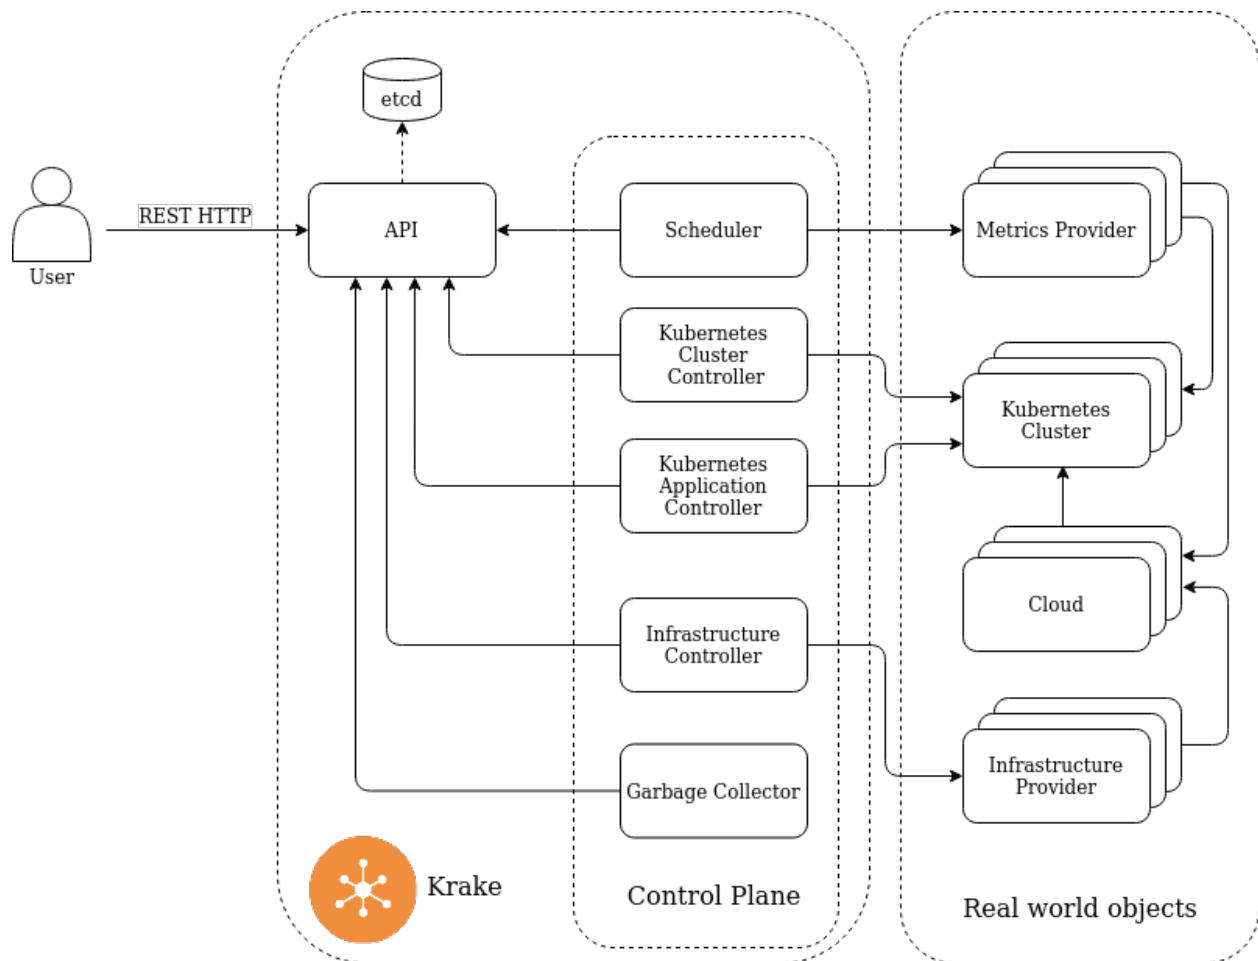 etcd
User
REST HTTP
API
Scheduler
Metrics Provider
Kubernetes
Cluster
Controller
Kubernetes
Cluster
Kubernetes
Application
Controller
Cloud
Infrastructure
Controller
Infrastructure
Provider
Garbage Collector
Krake
Control Plane
Real world objects